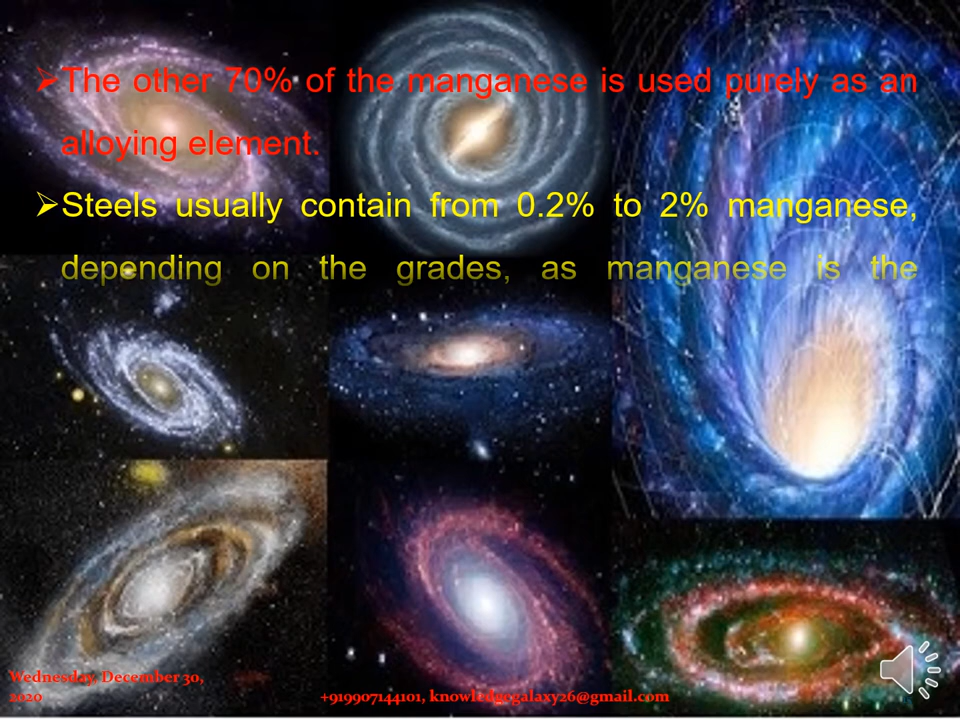 ➢The other 70% of the manganese is used purely as an
alloying element.
➢Steels usually contain from 0.2% to 2% manganese,
depending on the grades, as manganese is the
Wednesday, December 30,
2020
+919907144101, knowledgegalaxy26@gmail.com